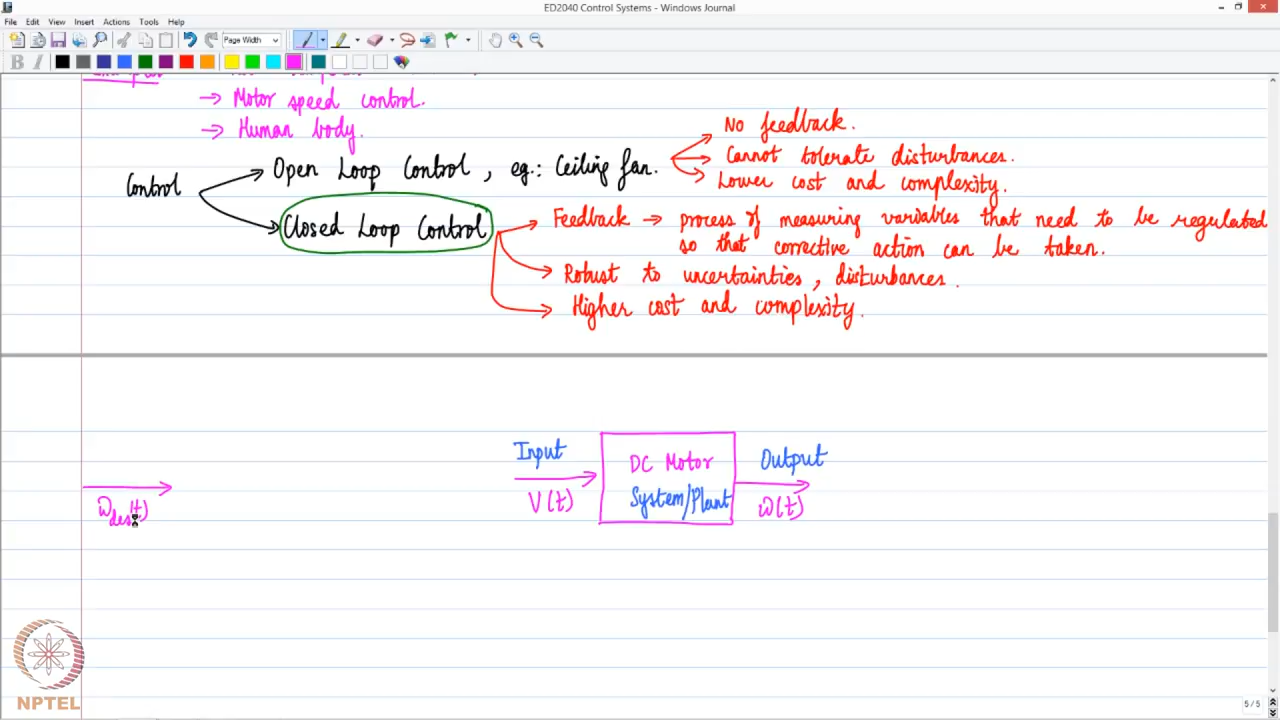 ED2040 Control Systems - Windows Journal
File Edit View Insert Actions Tools Help
Page Width
B I
→ Motor speed control.
→ Human body.
No feedback.
Control
Open Loop Control , eg.: Ceiling fan.
Cannot tolerate disturbances.
Lower cost and complexity.
Closed Loop Control
Feedback → process of measuring variables that need to be regulated
so that corrective action can be taken.
Robust to uncertainties, disturbances.
Higher cost and complexity.
Input
DC Motor
Output
V(t)
System/Plant
ω(t)
ωdes(t)
NPTEL
5 / 5